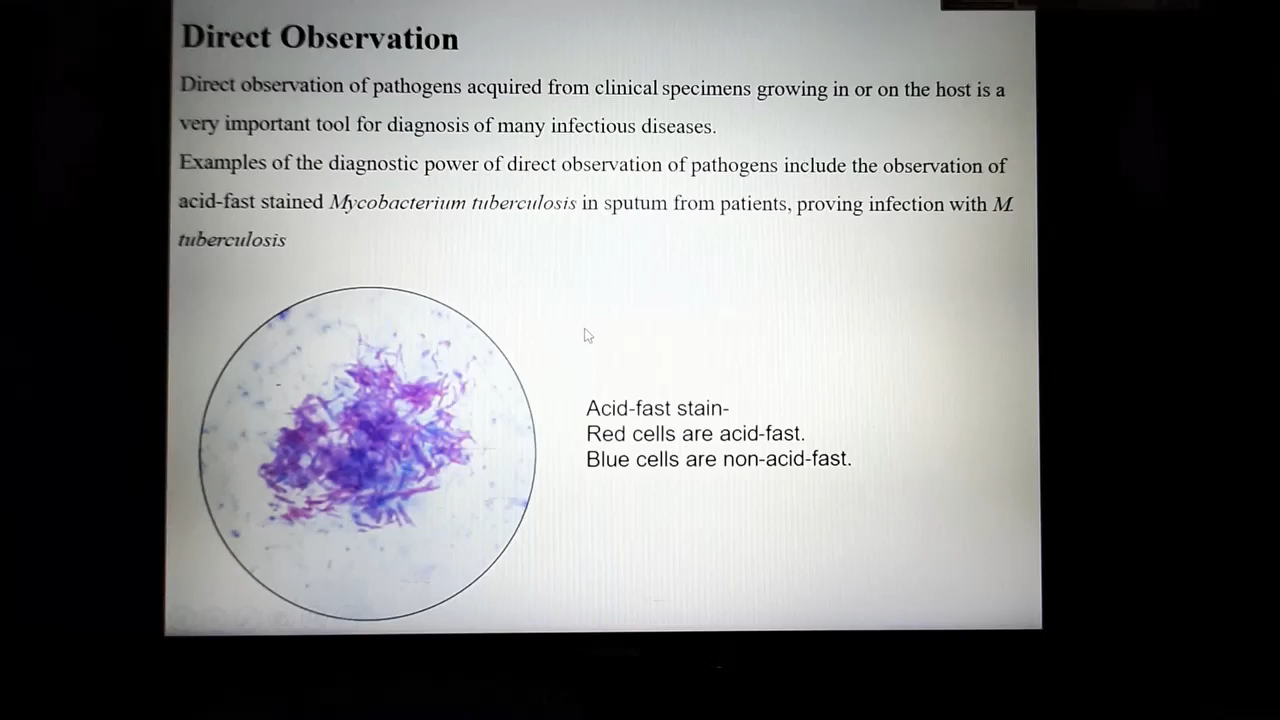 Direct Observation
Direct observation of pathogens acquired from clinical specimens growing in or on the host is a
very important tool for diagnosis of many infectious diseases.
Examples of the diagnostic power of direct observation of pathogens include the observation of
acid-fast stained Mycobacterium tuberculosis in sputum from patients, proving infection with M.
tuberculosis
Acid-fast stain-
Red cells are acid-fast.
Blue cells are non-acid-fast.